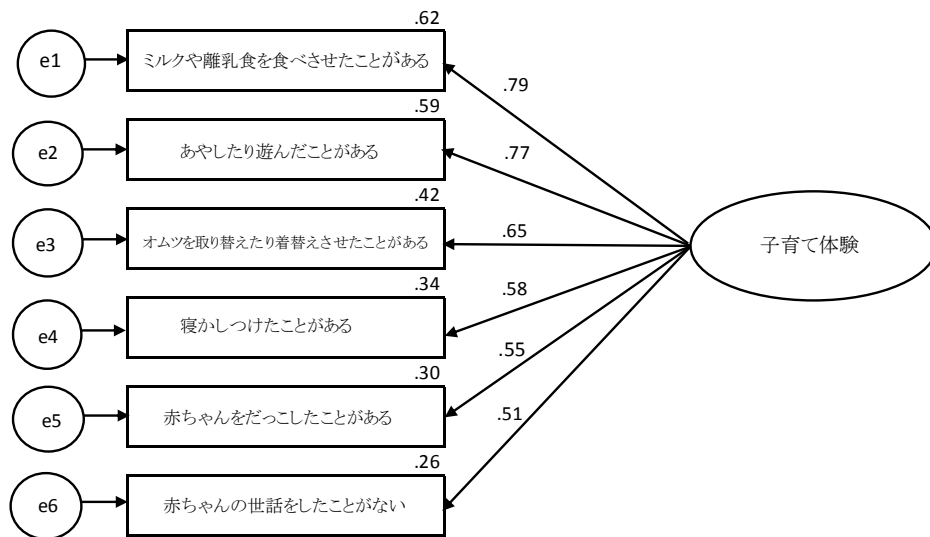 .62
e1
ミルクや離乳食を食べさせたことがある
.79
.59
e2
あやしたり遊んだことがある
.77
.42
e3
オムツを取り替えたり着替えさせたことがある
.65
子育て体験
.34
e4
寝かしつけたことがある
.58
.30
e5
赤ちゃんをだっこしたことがある
.55
.26
e6
赤ちゃんの世話をしたことがない
.51